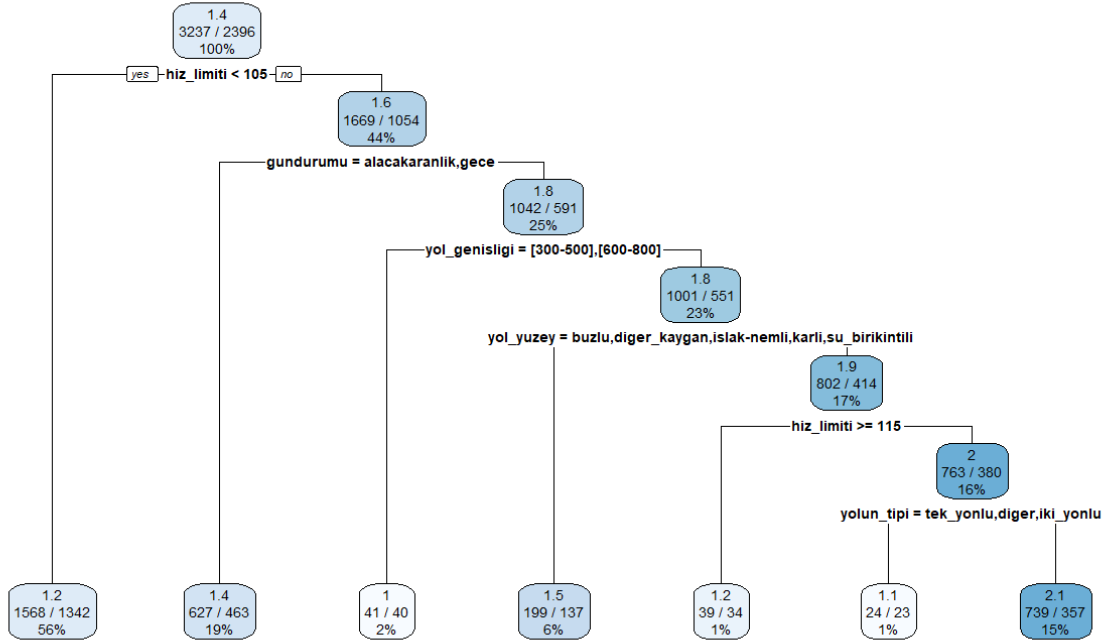 1.4
3237 / 2396
100%
yes hiz_limiti < 105 no
1.6
1669 / 1054
44%
gundurumu = alacakaranlik,gece
1.8
1042 / 591
25%
yol_genisligi = [300-500],[600-800]
1.8
1001 / 551
23%
yol_yuzey = buzlu,diger_kaygan,islak-nemli,karli,su_birikintili
1.9
802 / 414
17%
hiz_limiti >= 115
2
763 / 380
16%
yolun_tipi = tek_yonlu,diger,iki_yonlu
1.2
1568 / 1342
56%
1.4
627 / 463
19%
1
41 / 40
2%
1.5
199 / 137
6%
1.2
39 / 34
1%
1.1
24 / 23
1%
2.1
739 / 357
15%